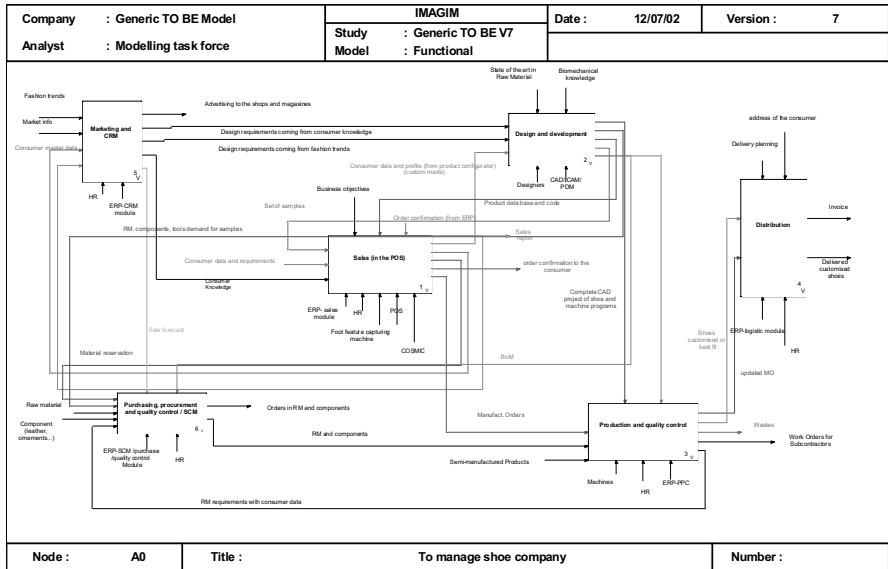 Company : Generic TO BE Model
Analyst : Modelling task force
IMAGIM
Study : Generic TO BE V7
Model : Functional
Date : 12/07/02
Version : 7
State of the art in
Raw Material
Biomechanical
knowledge
Fashion trends
Market info
Consumer master data
Marketing and
CRM
5
V
HR
ERP-CRM
module
Advertising to the shops and magasines
Design requirements coming from consumer knowledge
Design requirements coming from fashion trends
Design and development
2 v
Designers
CAD/CAM/
PDM
address of the consumer
Delivery planning
Distribution
4
V
Invoice
Delivered
customised
shoes
ERP-logistic module
HR
Consumer data and profile (from product configurator)
(custom made)
Business objectives
Set of samples
Product data base and code
Order confirmation (from ERP)
RM, components, tools demand for samples
Sales
report
Sales (in the POS)
1 v
Consumer data and requirements
Consumer
Knowledge
order confirmation to the
consumer
ERP- sales
module
HR
POS
Foot feature capturing
machine
COSMIC
Complete CAD
project of shoe and
machine programs
Sale forecast
Material reservation
BoM
Shoes
customised or
best fit
updated MO
Raw material
Component
(leather,
ornements...)
Purchasing, procurement
and quality control / SCM
6 v
Orders in RM and components
RM and components
ERP-SCM /purchase
/quality control
Module
HR
Manufact. Orders
Production and quality control
3 v
Wastes
Work Orders for
Subcontractors
Semi-manufactured Products
Machines
HR
ERP-PPC
RM requirements with consumer data
Node : A0
Title : To manage shoe company
Number :